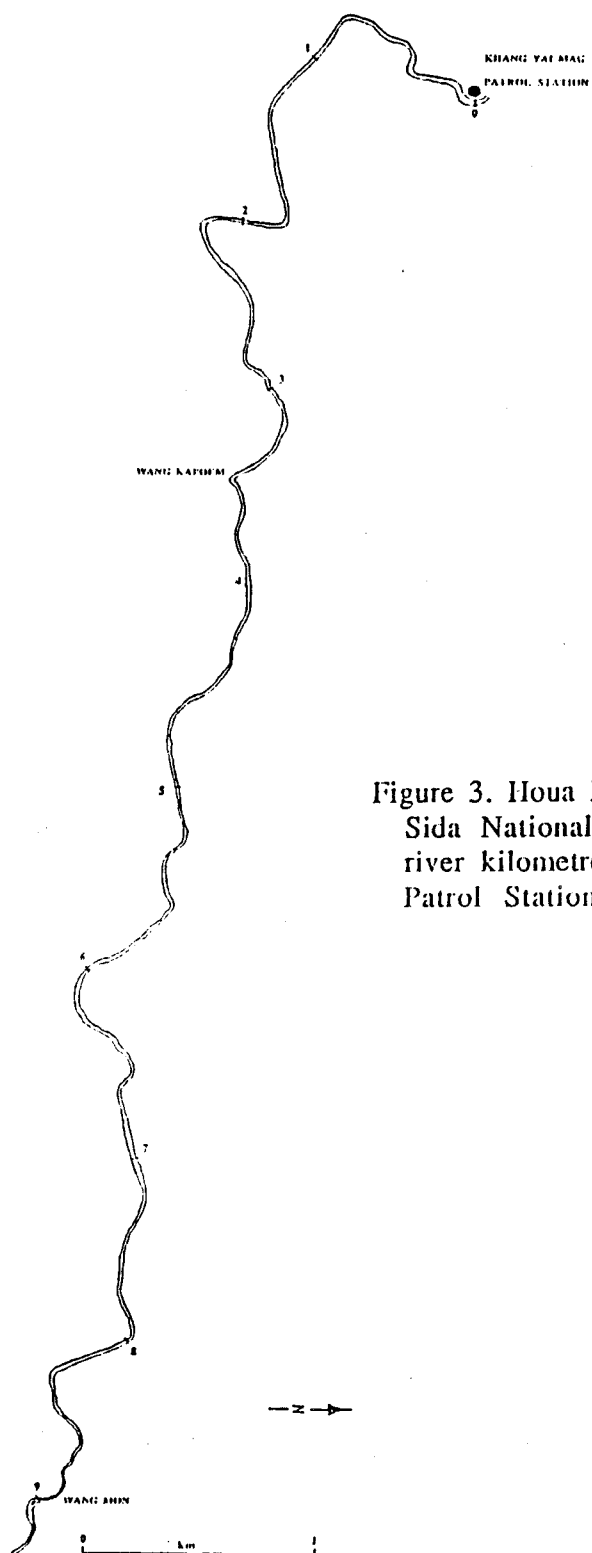 1
KHANG YAI MAG
PATROL STATION
0
2
3
WANG KAPOEM
4
5
Figure 3. Houa
Sida National
river kilometre
Patrol Station
6
7
8
N
9
WANG
0 km 1